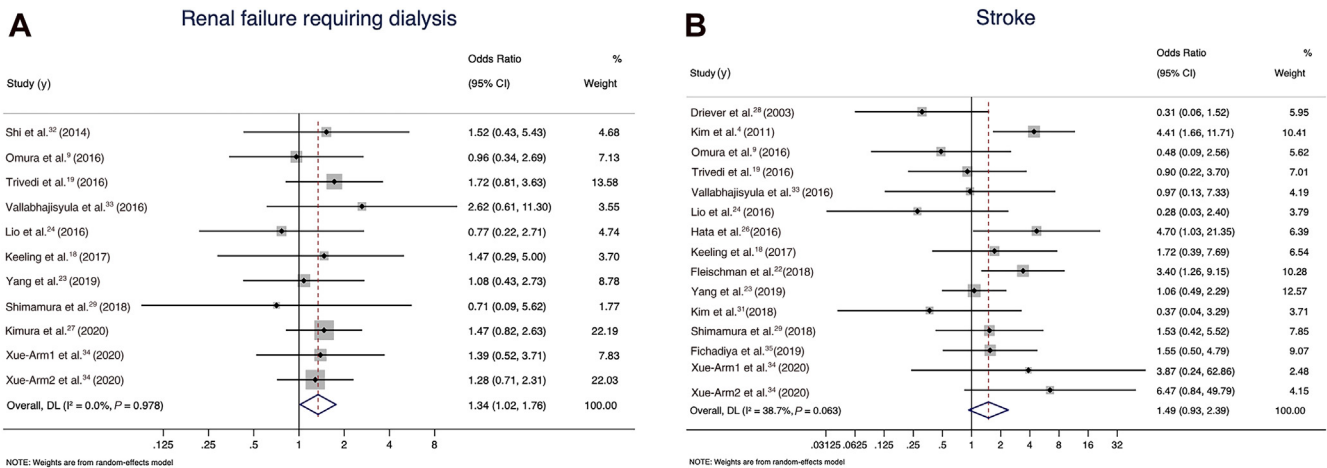 A
Renal failure requiring dialysis
Odds Ratio %
Study (y) (95% CI) Weight
Shi et al.32 (2014) 1.52 (0.43, 5.43) 4.68
Omura et al.9 (2016) 0.96 (0.34, 2.69) 7.13
Trivedi et al.19 (2016) 1.72 (0.81, 3.63) 13.58
Vallabhajisyula et al.33 (2016) 2.62 (0.61, 11.30) 3.55
Lio et al.24 (2016) 0.77 (0.22, 2.71) 4.74
Keeling et al.18 (2017) 1.47 (0.29, 5.00) 3.70
Yang et al.23 (2019) 1.08 (0.43, 2.73) 8.78
Shimamura et al.29 (2018) 0.71 (0.09, 5.62) 1.77
Kimura et al.27 (2020) 1.47 (0.82, 2.63) 22.19
Xue-Arm1 et al.34 (2020) 1.39 (0.52, 3.71) 7.83
Xue-Arm2 et al.34 (2020) 1.28 (0.71, 2.31) 22.03
Overall, DL (I² = 0.0%, P = 0.978) 1.34 (1.02, 1.76) 100.00
.125 .25 .5 1 2 4 8
NOTE: Weights are from random-effects model
B
Stroke
Odds Ratio %
Study (y) (95% CI) Weight
Driever et al.28 (2003) 0.31 (0.06, 1.52) 5.95
Kim et al.4 (2011) 4.41 (1.66, 11.71) 10.41
Omura et al.9 (2016) 0.48 (0.09, 2.56) 5.62
Trivedi et al.19 (2016) 0.90 (0.22, 3.70) 7.01
Vallabhajisyula et al.33 (2016) 0.97 (0.13, 7.33) 4.19
Lio et al.24 (2016) 0.28 (0.03, 2.40) 3.79
Hata et al.26 (2016) 4.70 (1.03, 21.35) 6.39
Keeling et al.18 (2017) 1.72 (0.39, 7.69) 6.54
Fleischman et al.22(2018) 3.40 (1.26, 9.15) 10.28
Yang et al.23 (2019) 1.06 (0.49, 2.29) 12.57
Kim et al.31(2018) 0.37 (0.04, 3.29) 3.71
Shimamura et al.29 (2018) 1.53 (0.42, 5.52) 7.85
Fichadiya et al.35(2019) 1.55 (0.50, 4.79) 9.07
Xue-Arm1 et al.34 (2020) 3.87 (0.24, 62.86) 2.48
Xue-Arm2 et al.34 (2020) 6.47 (0.84, 49.79) 4.15
Overall, DL (I² = 38.7%, P = 0.063) 1.49 (0.93, 2.39) 100.00
.03125 .0625 .125 .25 .5 1 2 4 8 16 32
NOTE: Weights are from random-effects model